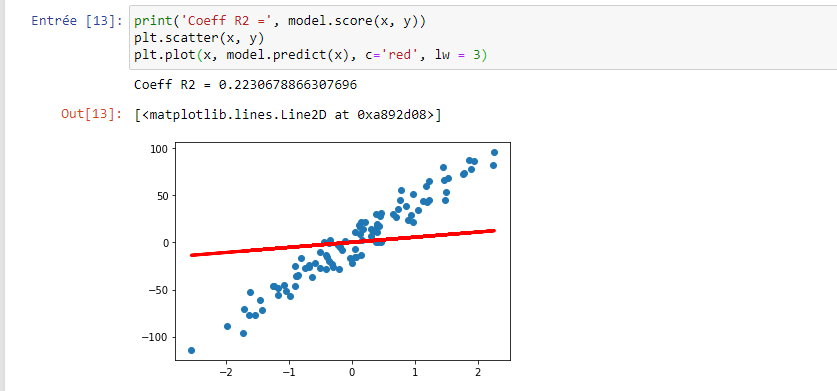 Entrée [13]: print('Coeff R2 =', model.score(x, y))
plt.scatter(x, y)
plt.plot(x, model.predict(x), c='red', lw = 3)
Coeff R2 = 0.2230678866307696
Out[13]: [<matplotlib.lines.Line2D at 0xa892d08>]
100
50
0
−50
−100
−2 −1 0 1 2